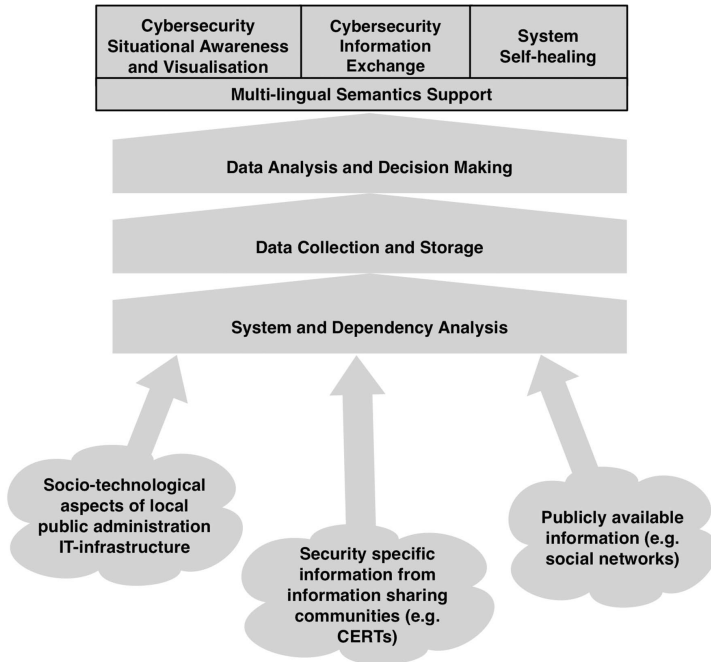 Cybersecurity
Situational Awareness
and Visualisation
Cybersecurity
Information
Exchange
System
Self-healing
Multi-lingual Semantics Support
Data Analysis and Decision Making
Data Collection and Storage
System and Dependency Analysis
Socio-technological
aspects of local
public administration
IT-infrastructure
Security specific
information from
information sharing
communities (e.g.
CERTs)
Publicly available
information (e.g.
social networks)